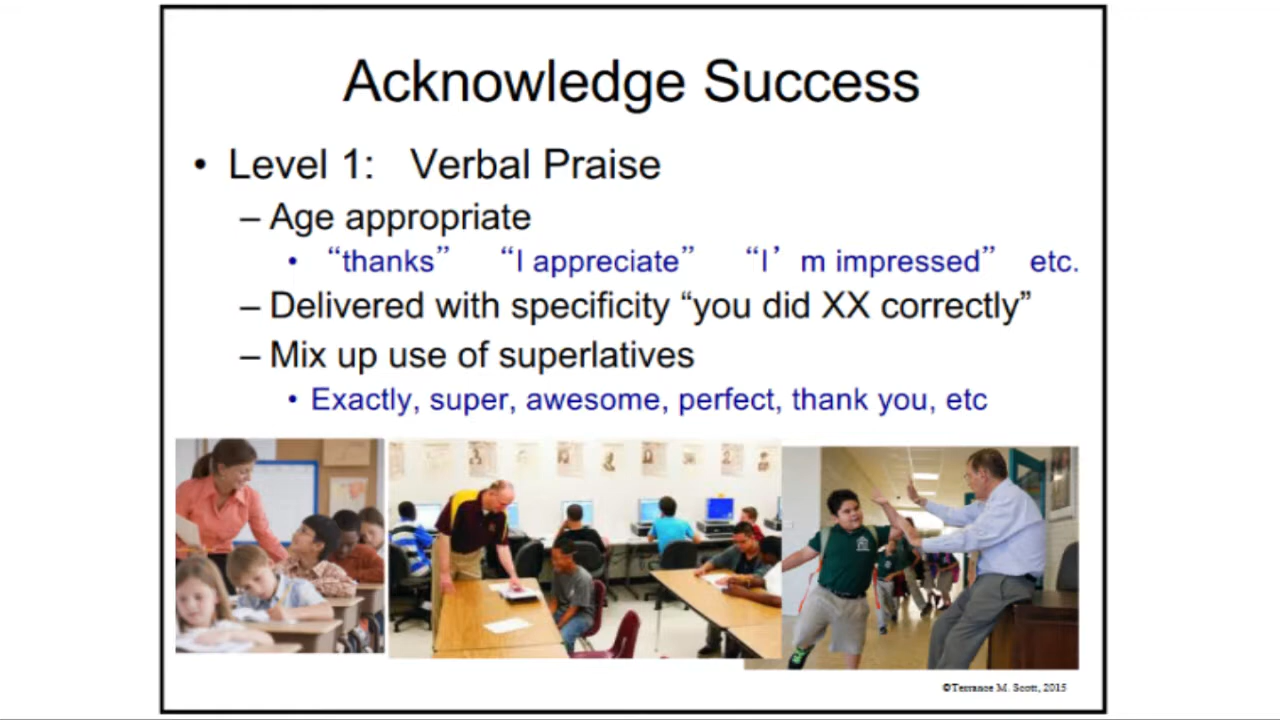 Acknowledge Success
• Level 1: Verbal Praise
– Age appropriate
• “thanks” “I appreciate” “I’ m impressed” etc.
– Delivered with specificity “you did XX correctly”
– Mix up use of superlatives
• Exactly, super, awesome, perfect, thank you, etc
©Terrance M. Scott, 2015